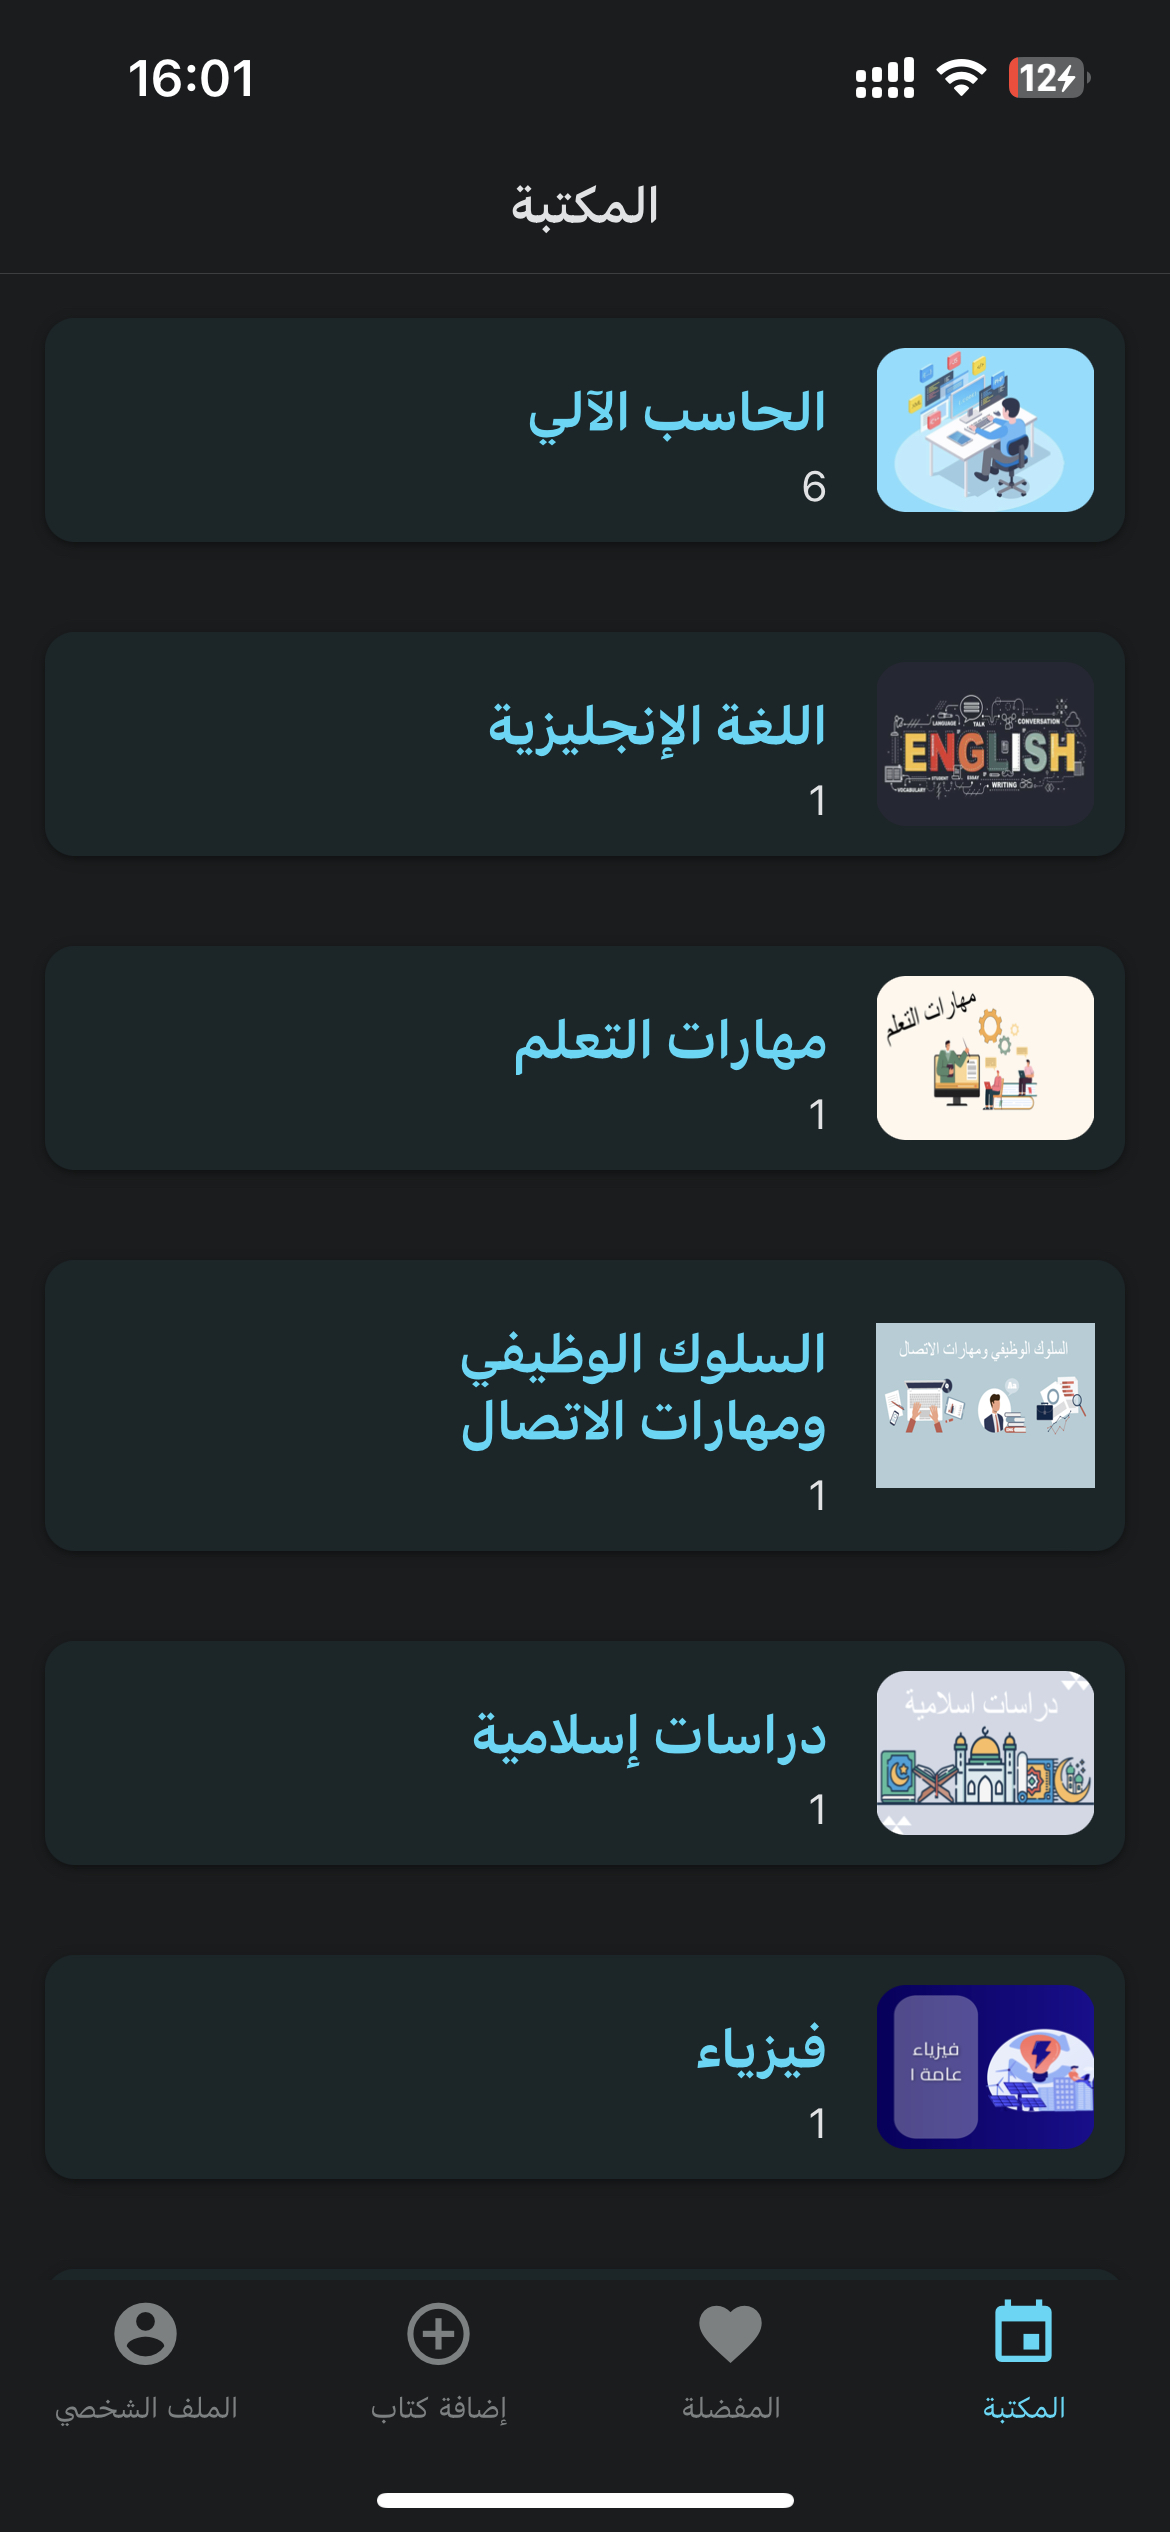 16:01
12
المكتبة
الحاسب الآلي
6
اللغة الإنجليزية
1
LANGUAGE
TALK
CONVERSATION
ENGLISH
STUDENT
ESSAY
WRITING
VOCABULARY
مهارات التعلم
1
مهارات التعلم
السلوك الوظيفي
ومهارات الاتصال
1
السلوك الوظيفي ومهارات الاتصال
دراسات إسلامية
1
دراسات اسلامية
فيزياء
1
فيزياء
عامة ا
المكتبة
المفضلة
إضافة كتاب
الملف الشخصي